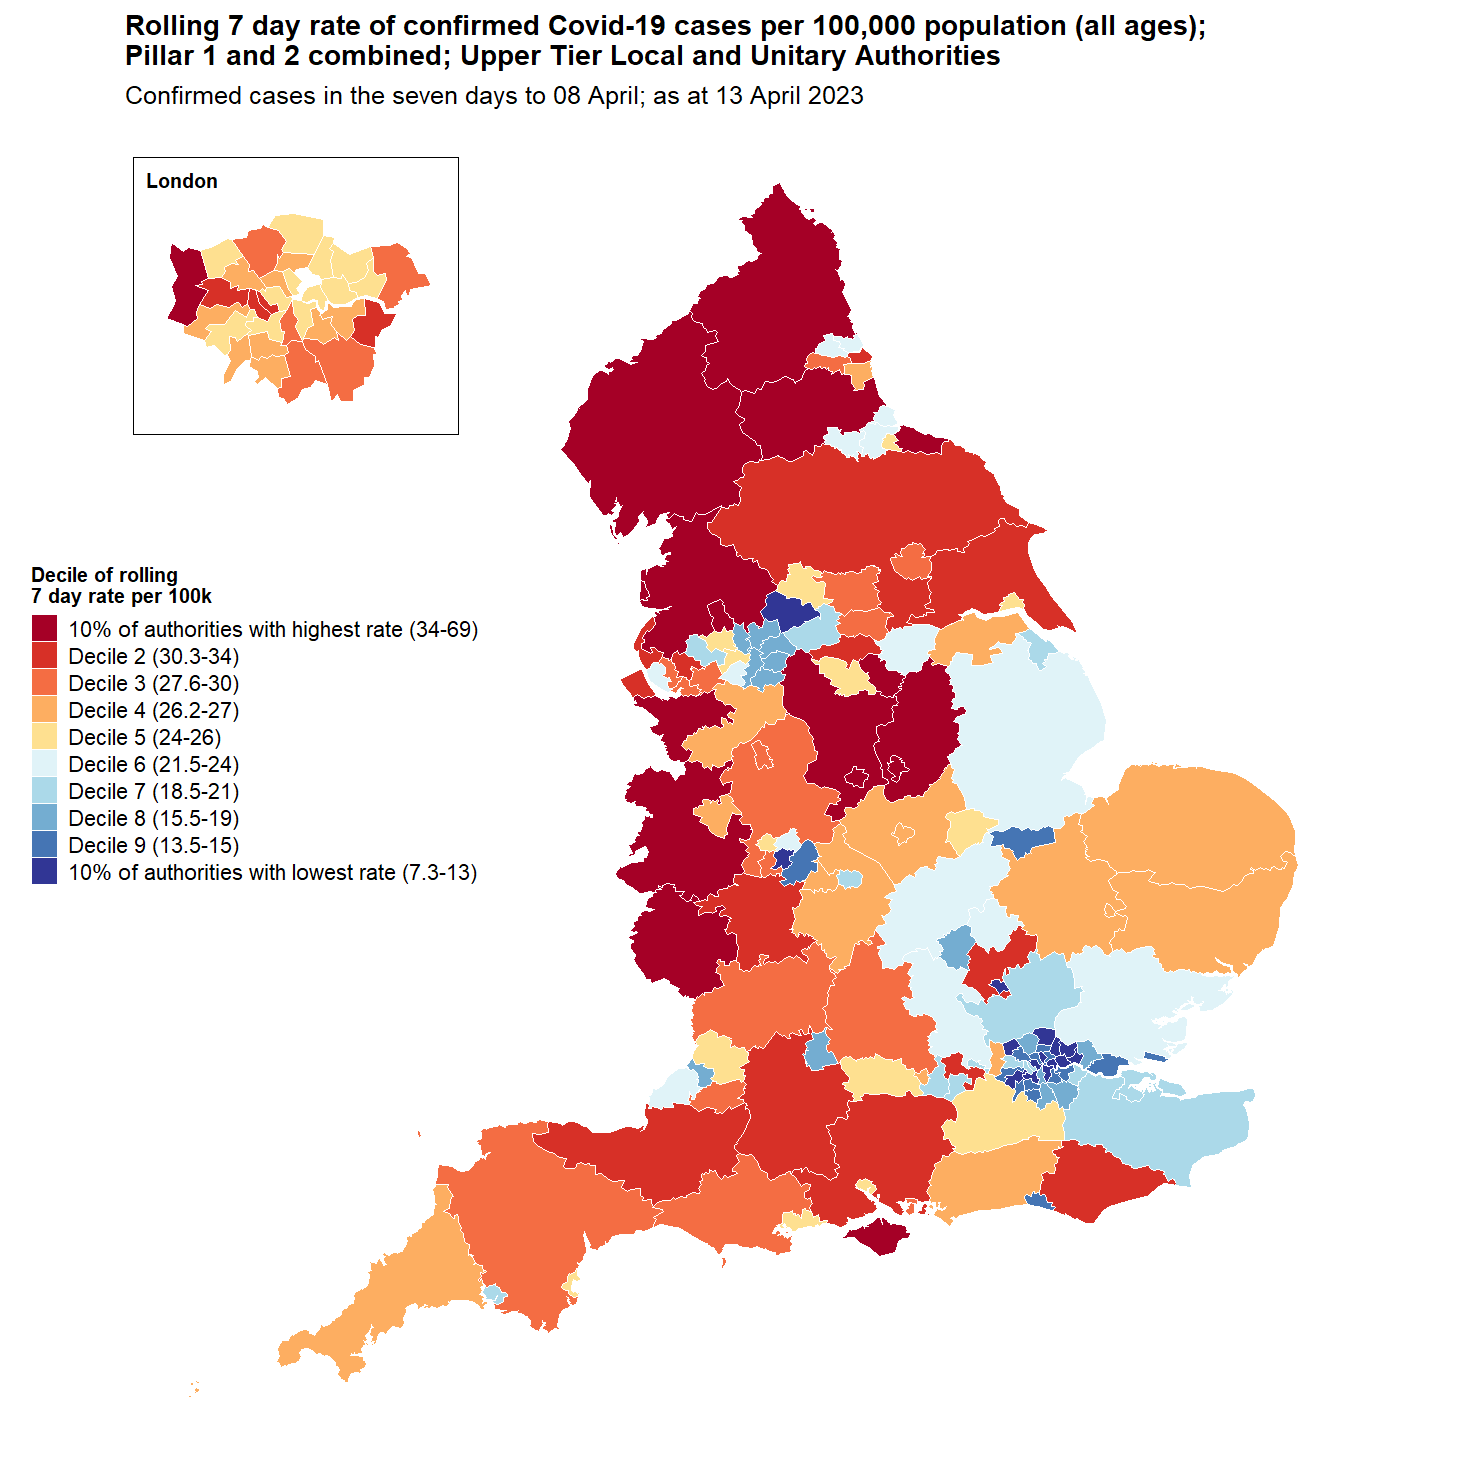 Rolling 7 day rate of confirmed Covid-19 cases per 100,000 population (all ages);
Pillar 1 and 2 combined; Upper Tier Local and Unitary Authorities
Confirmed cases in the seven days to 08 April; as at 13 April 2023
London
Decile of rolling
7 day rate per 100k
10% of authorities with highest rate (34-69)
Decile 2 (30.3-34)
Decile 3 (27.6-30)
Decile 4 (26.2-27)
Decile 5 (24-26)
Decile 6 (21.5-24)
Decile 7 (18.5-21)
Decile 8 (15.5-19)
Decile 9 (13.5-15)
10% of authorities with lowest rate (7.3-13)